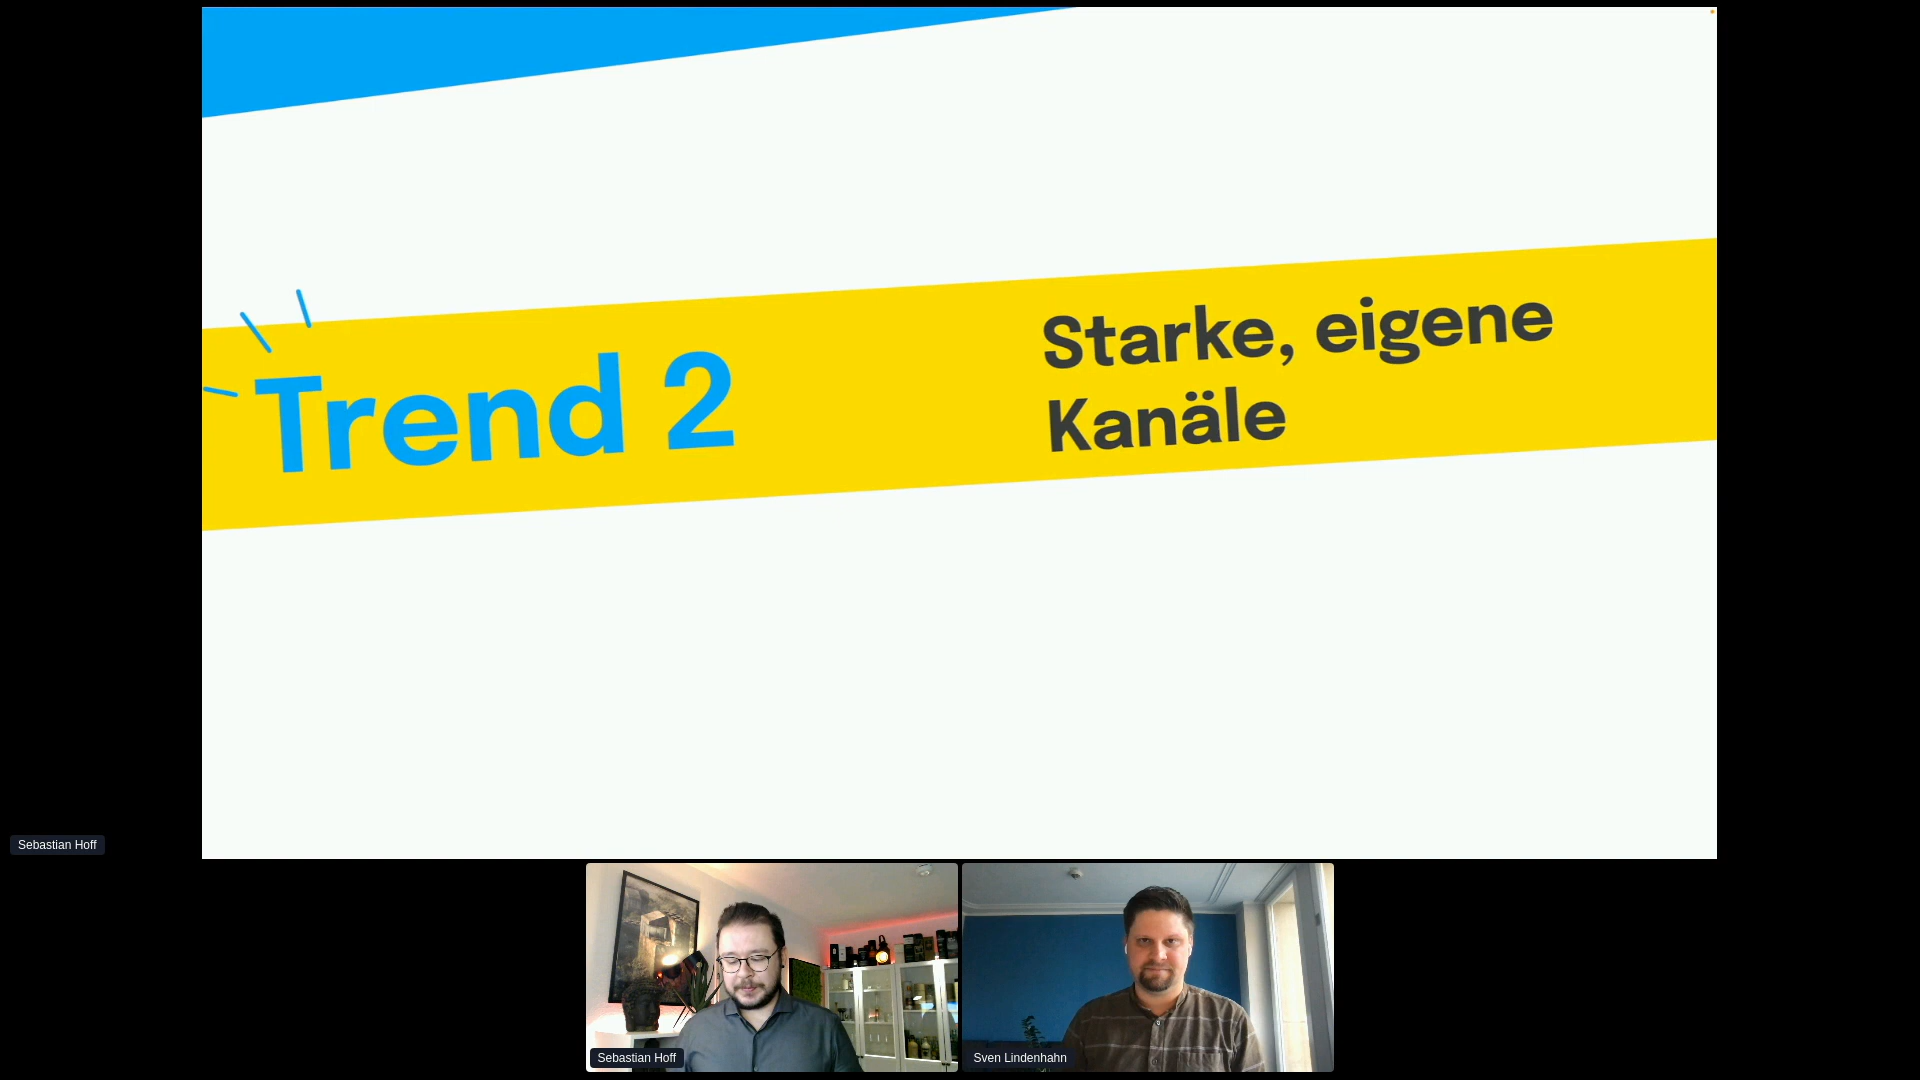 Trend 2
Starke, eigene
Kanäle
Sebastian Hoff
Sebastian Hoff
Sven Lindenhahn